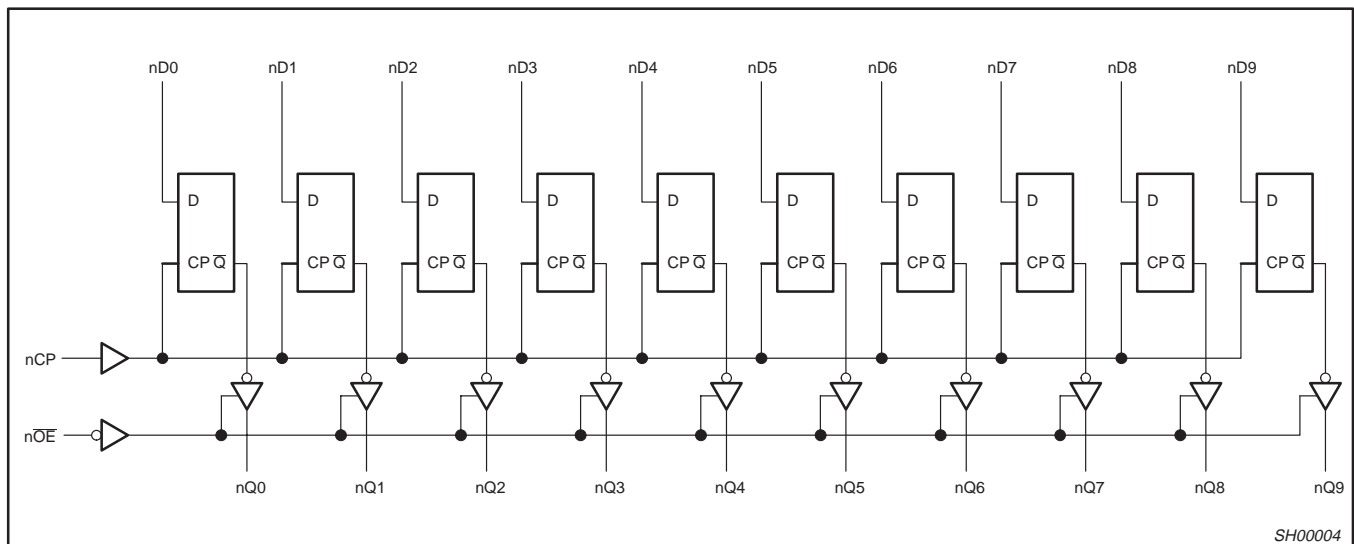 nD0 nD1 nD2 nD3 nD4 nD5 nD6 nD7 nD8 nD9
D D D D D D D D D D
CP Q̅ CP Q̅ CP Q̅ CP Q̅ CP Q̅ CP Q̅ CP Q̅ CP Q̅ CP Q̅ CP Q̅
nCP
nO̅E̅
nQ0 nQ1 nQ2 nQ3 nQ4 nQ5 nQ6 nQ7 nQ8 nQ9
SH00004